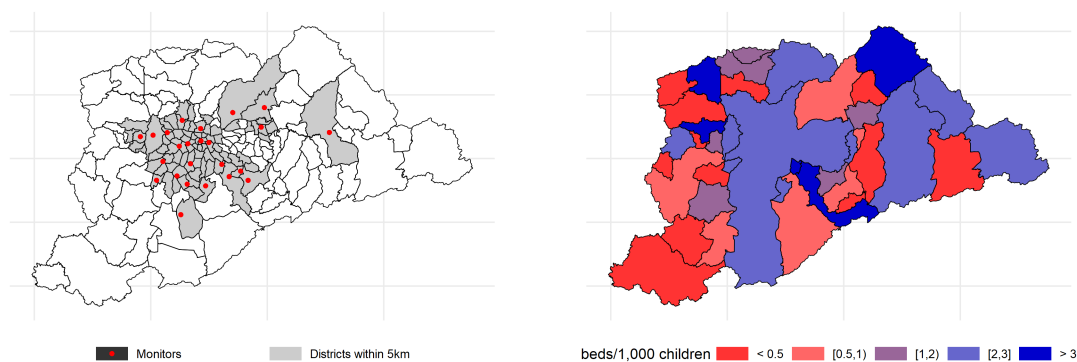 Monitors
Districts within 5km
beds/1,000 children
< 0.5
[0.5,1)
[1,2)
[2,3]
> 3